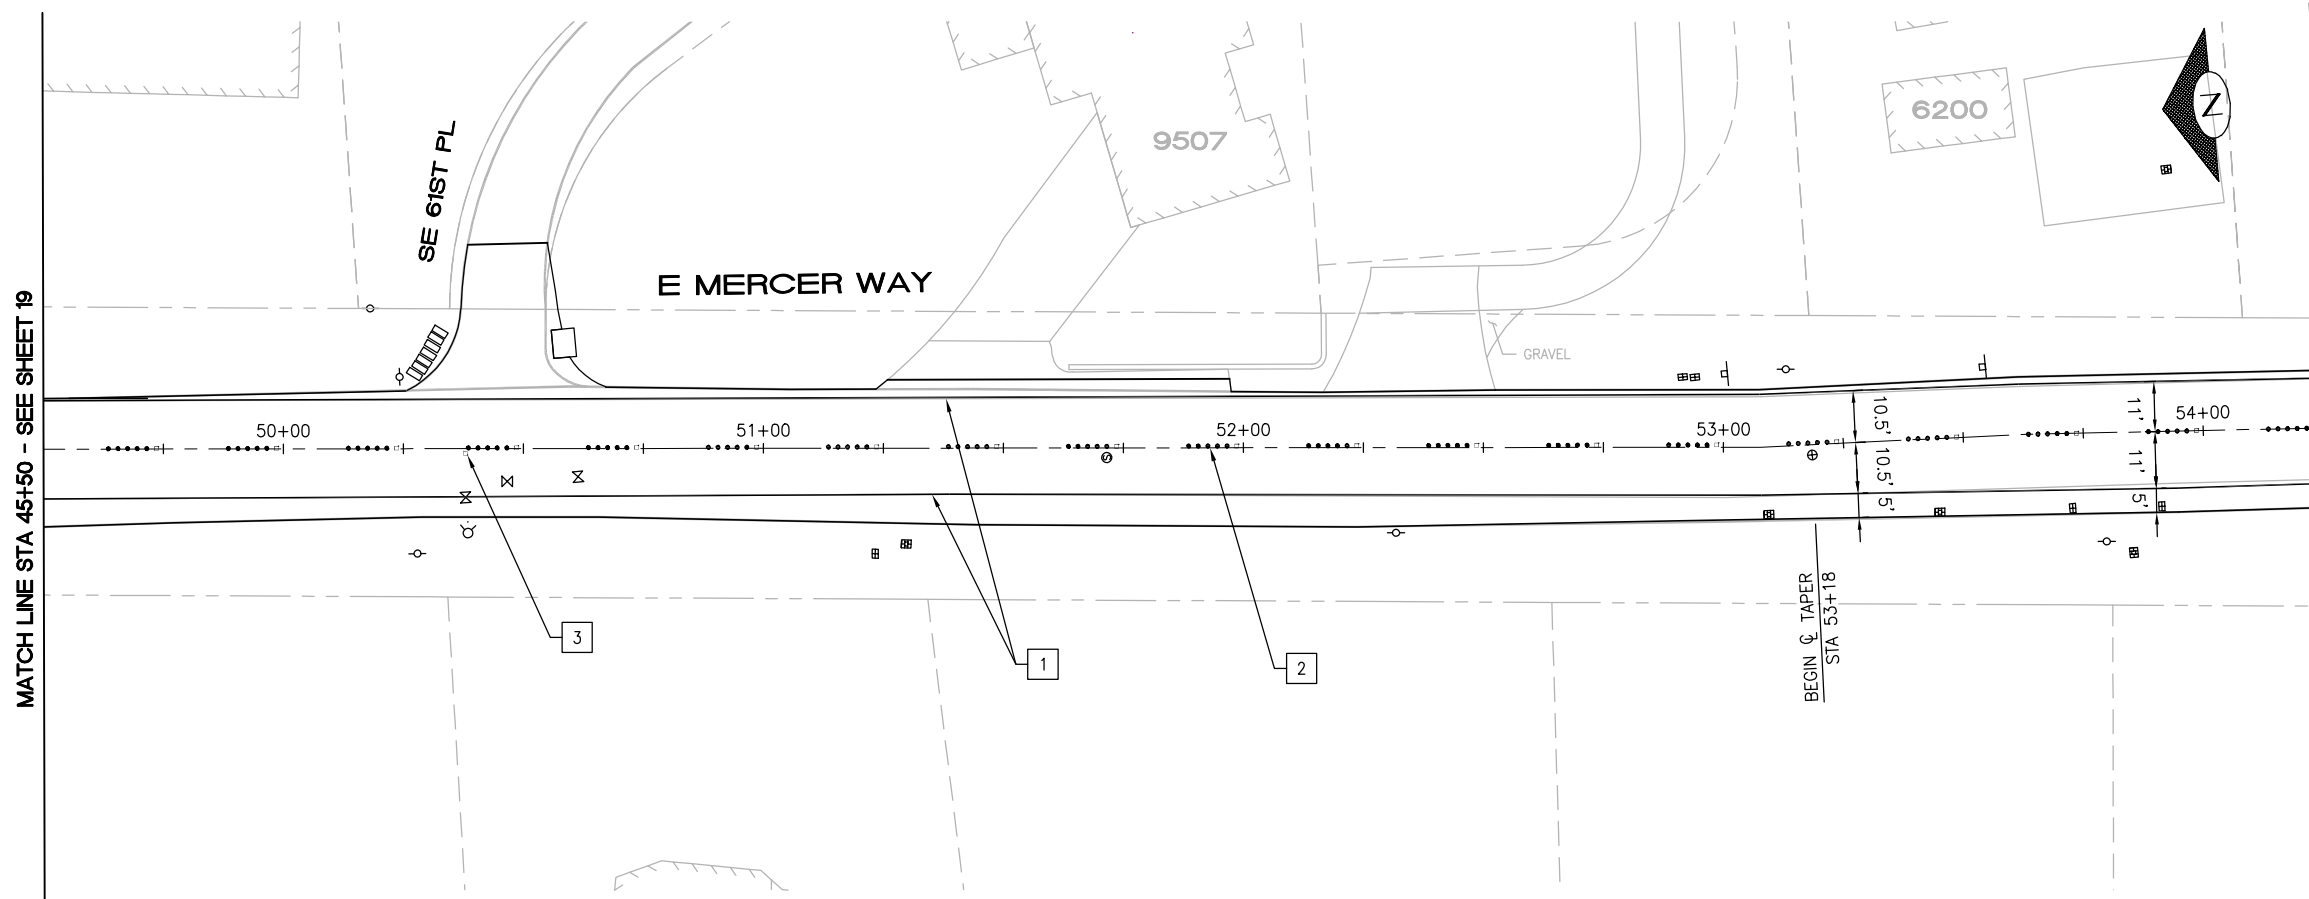 MATCH LINE STA 45+50 - SEE SHEET 19
SE 61ST PL
E MERCER WAY
9507
6200
N
GRAVEL
50+00
51+00
52+00
53+00
54+00
10.5'
10.5'
5'
11'
11'
5'
S
BEGIN ℄ TAPER
STA 53+18
3
1
2